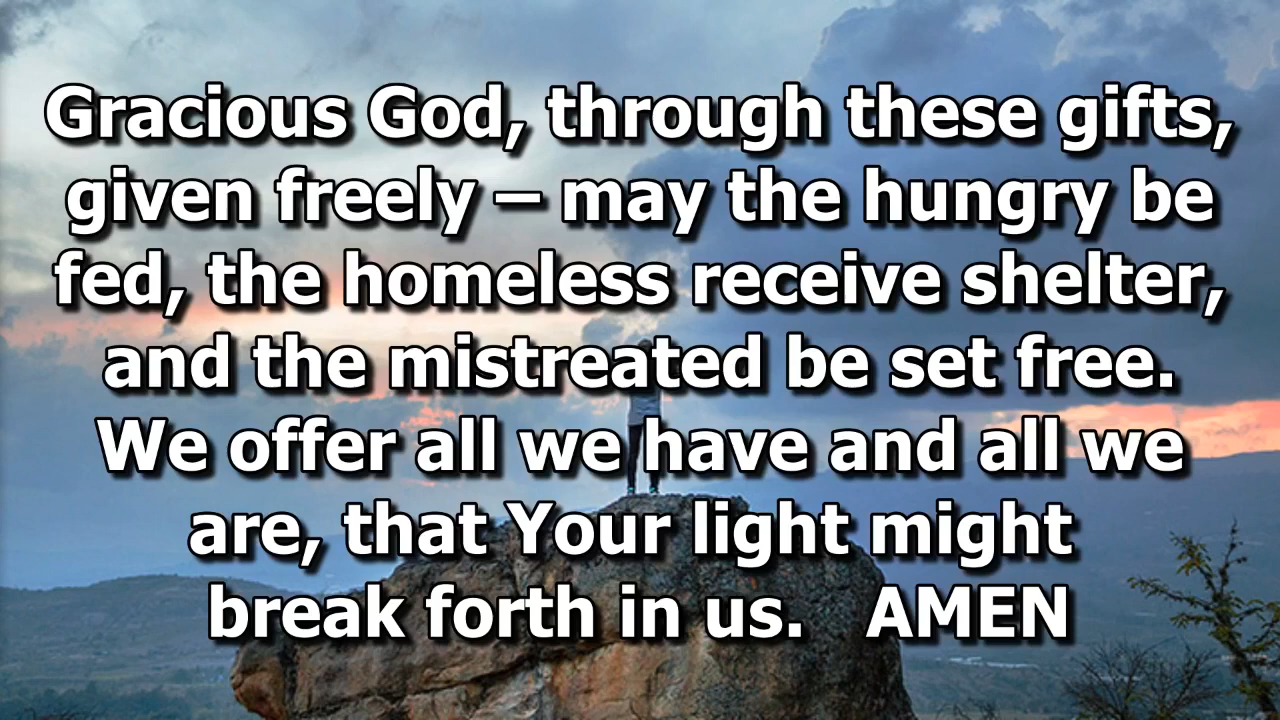 Gracious God, through these gifts,
given freely – may the hungry be
fed, the homeless receive shelter,
and the mistreated be set free.
We offer all we have and all we
are, that Your light might
break forth in us.   AMEN